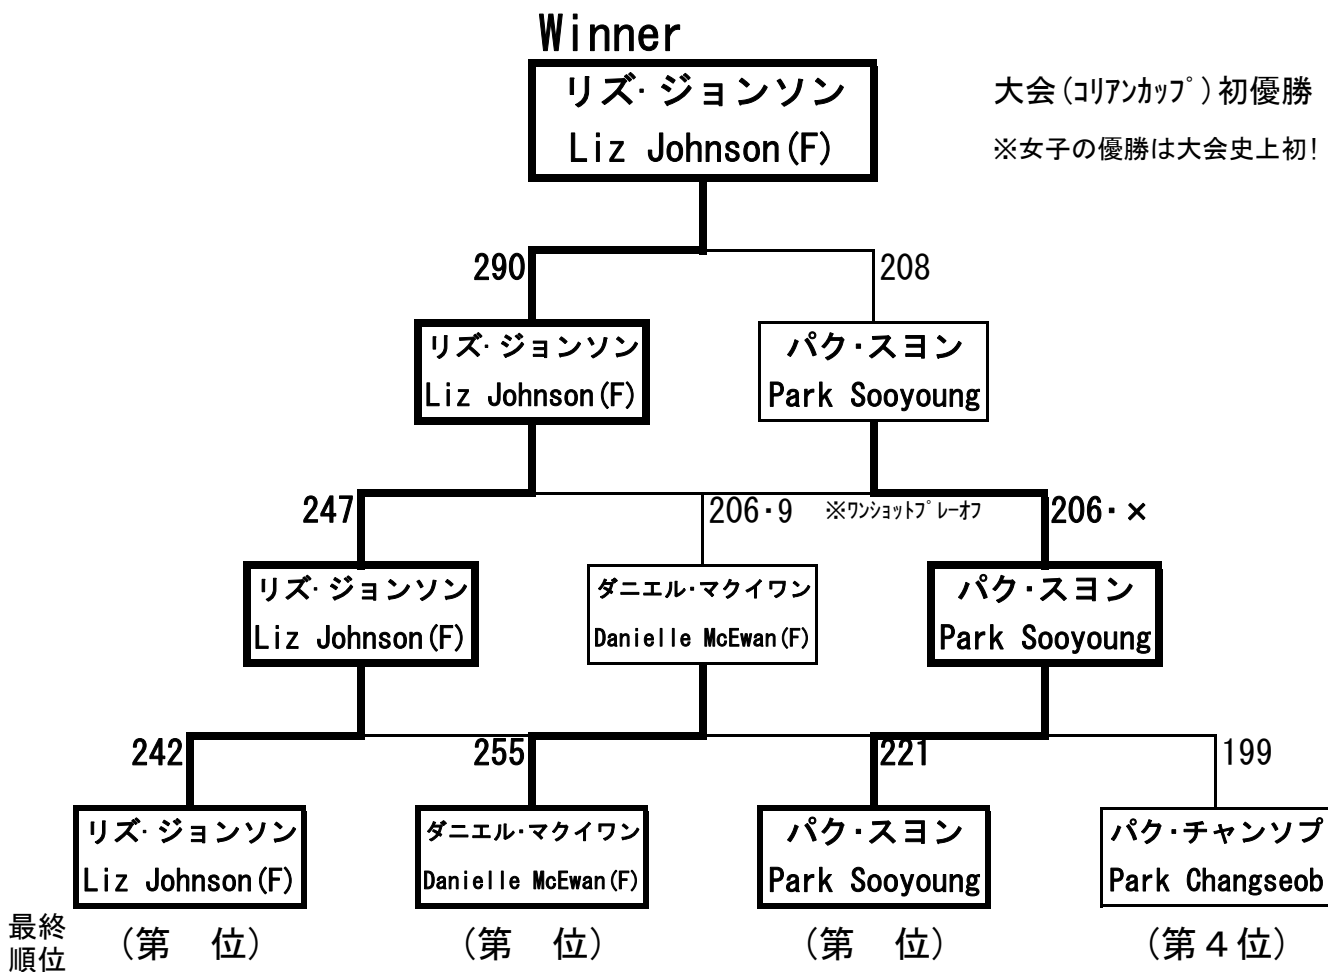 Winner
リズ・ジョンソン
Liz Johnson(F)
大会(コリアンカップ)初優勝
※女子の優勝は大会史上初!
290
208
リズ・ジョンソン
Liz Johnson(F)
パク・スヨン
Park Sooyoung
247
206・9
※ワンショットプレーオフ
206・×
リズ・ジョンソン
Liz Johnson(F)
ダニエル・マクイワン
Danielle McEwan(F)
パク・スヨン
Park Sooyoung
242
255
221
199
リズ・ジョンソン
Liz Johnson(F)
ダニエル・マクイワン
Danielle McEwan(F)
パク・スヨン
Park Sooyoung
パク・チャンソプ
Park Changseob
最終
順位
(第 位)
(第 位)
(第 位)
(第4位)